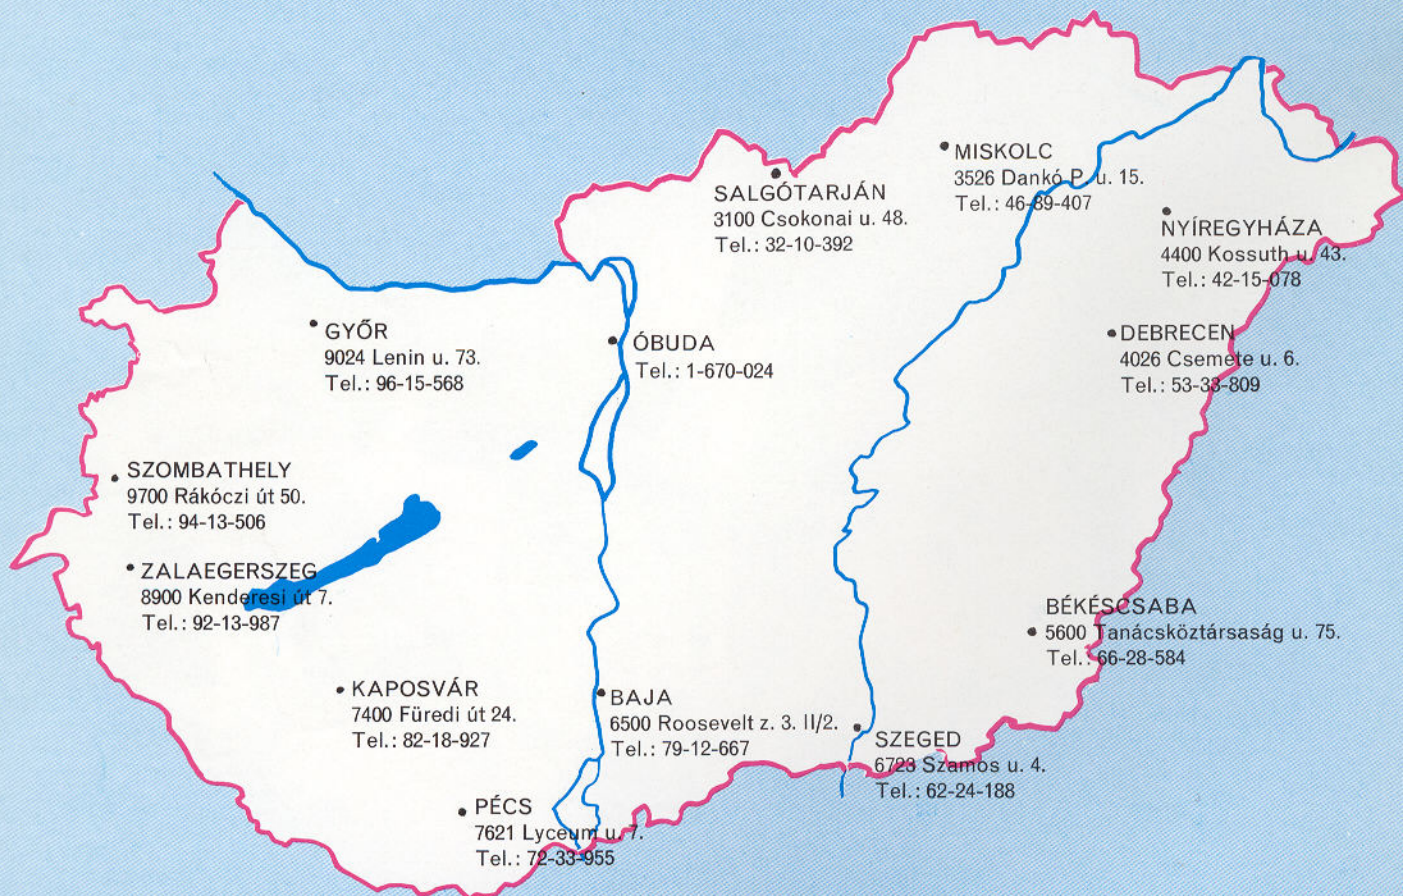 MISKOLC
3526 Dankó P. u. 15.
Tel.: 46-89-407
SALGÓTARJÁN
3100 Csokonai u. 48.
Tel.: 32-10-392
NYÍREGYHÁZA
4400 Kossuth u. 43.
Tel.: 42-15-078
GYŐR
9024 Lenin u. 73.
Tel.: 96-15-568
ÓBUDA
Tel.: 1-670-024
DEBRECEN
4026 Csemete u. 6.
Tel.: 53-33-809
SZOMBATHELY
9700 Rákóczi út 50.
Tel.: 94-13-506
ZALAEGERSZEG
8900 Kenderesi út 7.
Tel.: 92-13-987
BÉKÉSCSABA
5600 Tanácsköztársaság u. 75.
Tel.: 66-28-584
KAPOSVÁR
7400 Füredi út 24.
Tel.: 82-18-927
BAJA
6500 Roosevelt z. 3. II/2.
Tel.: 79-12-667
SZEGED
6723 Szamos u. 4.
Tel.: 62-24-188
PÉCS
7621 Lyceum u. 7.
Tel.: 72-33-955